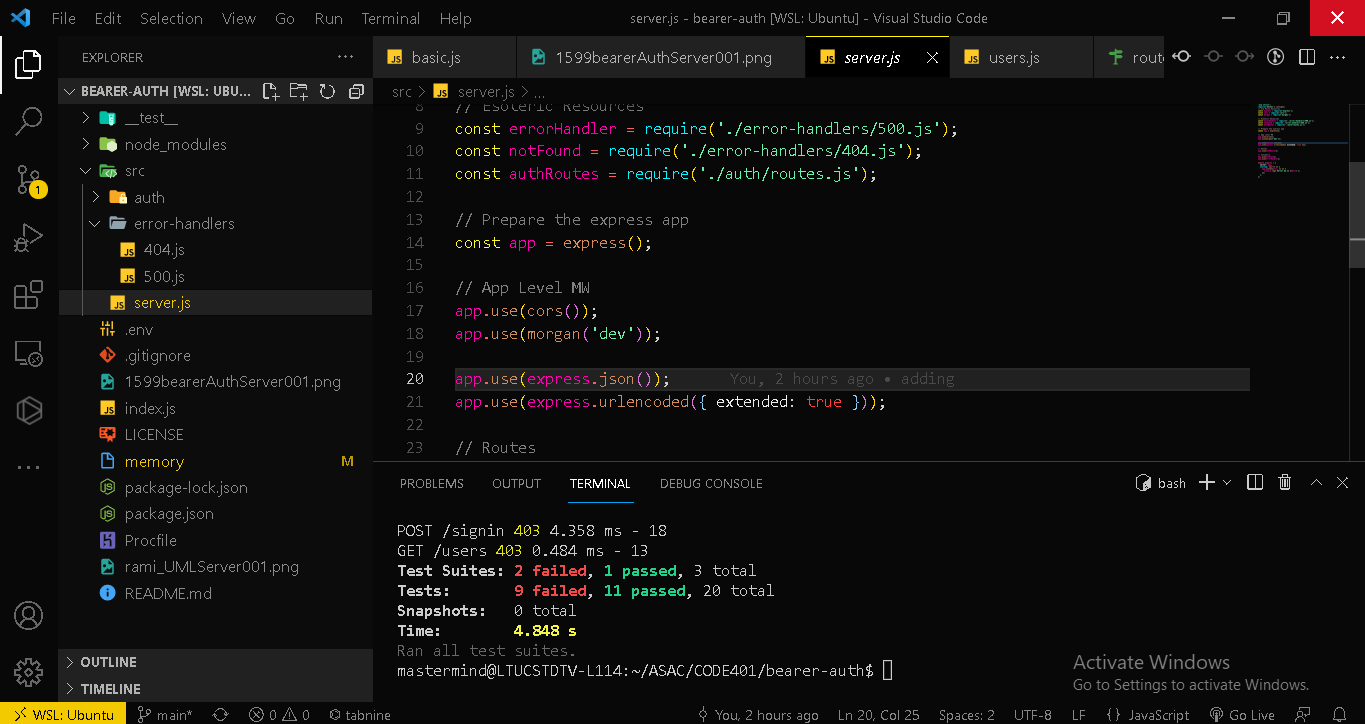 File Edit Selection View Go Run Terminal Help
server.js - bearer-auth [WSL: Ubuntu] - Visual Studio Code
EXPLORER
BEARER-AUTH [WSL: UBU...
__test__
node_modules
src
auth
error-handlers
404.js
500.js
server.js
.env
.gitignore
1599bearerAuthServer001.png
index.js
LICENSE
memory M
package-lock.json
package.json
Procfile
rami_UMLServer001.png
README.md
OUTLINE
TIMELINE
1
basic.js
1599bearerAuthServer001.png
server.js
users.js
rout
src > server.js > ...
8 // Esoteric Resources
9 const errorHandler = require('./error-handlers/500.js');
10 const notFound = require('./error-handlers/404.js');
11 const authRoutes = require('./auth/routes.js');
12
13 // Prepare the express app
14 const app = express();
15
16 // App Level MW
17 app.use(cors());
18 app.use(morgan('dev'));
19
20 app.use(express.json()); You, 2 hours ago • adding
21 app.use(express.urlencoded({ extended: true }));
22
23 // Routes
PROBLEMS OUTPUT TERMINAL DEBUG CONSOLE
bash
POST /signin 403 4.358 ms - 18
GET /users 403 0.484 ms - 13
Test Suites: 2 failed, 1 passed, 3 total
Tests: 9 failed, 11 passed, 20 total
Snapshots: 0 total
Time: 4.848 s
Ran all test suites.
mastermind@LTUCSTDTV-L114:~/ASAC/CODE401/bearer-auth$
Activate Windows
Go to Settings to activate Windows.
WSL: Ubuntu main* 0 0 tabnine You, 2 hours ago Ln 20, Col 25 Spaces: 2 UTF-8 LF {} JavaScript Go Live